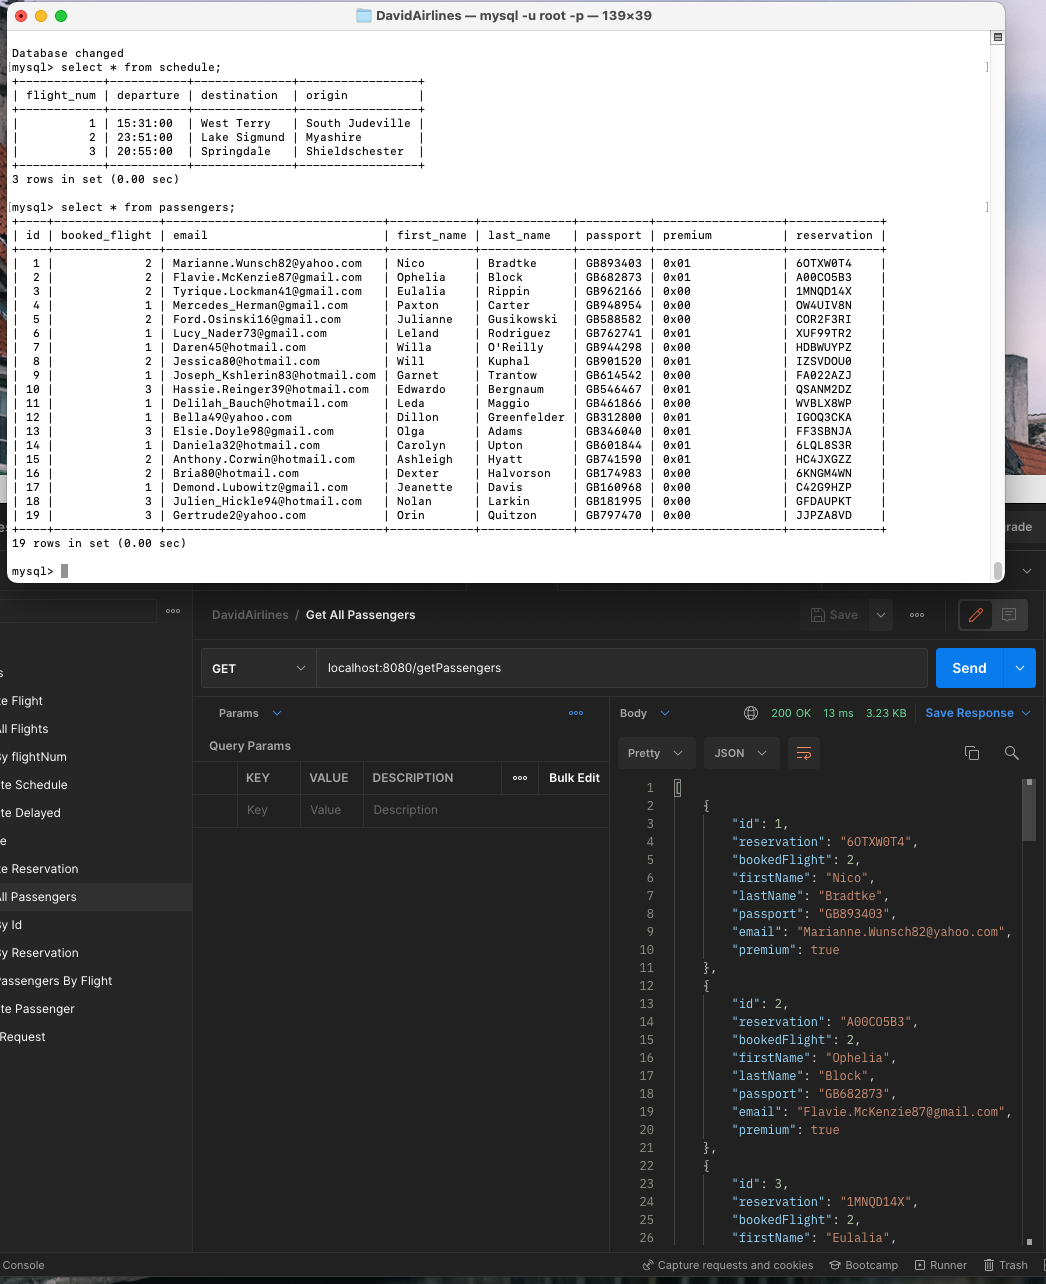 DavidAirlines — mysql -u root -p — 139×39
Database changed
[mysql> select * from schedule; ]
+------------+-----------+--------------+-----------------+
| flight_num | departure | destination | origin |
+------------+-----------+--------------+-----------------+
| 1 | 15:31:00 | West Terry | South Judeville |
| 2 | 23:51:00 | Lake Sigmund | Myashire |
| 3 | 20:55:00 | Springdale | Shieldschester |
+------------+-----------+--------------+-----------------+
3 rows in set (0.00 sec)
[mysql> select * from passengers; ]
+----+---------------+-------------------------------+------------+-------------+----------+------------------+-------------+
| id | booked_flight | email | first_name | last_name | passport | premium | reservation |
+----+---------------+-------------------------------+------------+-------------+----------+------------------+-------------+
| 1 | 2 | Marianne.Wunsch82@yahoo.com | Nico | Bradtke | GB893403 | 0x01 | 6OTXW0T4 |
| 2 | 2 | Flavie.McKenzie87@gmail.com | Ophelia | Block | GB682873 | 0x01 | A00CO5B3 |
| 3 | 2 | Tyrique.Lockman41@gmail.com | Eulalia | Rippin | GB962166 | 0x00 | 1MNQD14X |
| 4 | 1 | Mercedes_Herman@gmail.com | Paxton | Carter | GB948954 | 0x00 | OW4UIV8N |
| 5 | 2 | Ford.Osinski16@gmail.com | Julianne | Gusikowski | GB588582 | 0x00 | COR2F3RI |
| 6 | 1 | Lucy_Nader73@gmail.com | Leland | Rodriguez | GB762741 | 0x01 | XUF99TR2 |
| 7 | 1 | Daren45@hotmail.com | Willa | O'Reilly | GB944298 | 0x00 | HDBWUYPZ |
| 8 | 2 | Jessica80@hotmail.com | Will | Kuphal | GB901520 | 0x01 | IZSVDOU0 |
| 9 | 1 | Joseph_Kshlerin83@hotmail.com | Garnet | Trantow | GB614542 | 0x00 | FA022AZJ |
| 10 | 3 | Hassie.Reinger39@hotmail.com | Edwardo | Bergnaum | GB546467 | 0x01 | QSANM2DZ |
| 11 | 1 | Delilah_Bauch@hotmail.com | Leda | Maggio | GB461866 | 0x00 | WVBLX8WP |
| 12 | 1 | Bella49@yahoo.com | Dillon | Greenfelder | GB312800 | 0x01 | IGOQ3CKA |
| 13 | 3 | Elsie.Doyle98@gmail.com | Olga | Adams | GB346040 | 0x01 | FF3SBNJA |
| 14 | 1 | Daniela32@hotmail.com | Carolyn | Upton | GB601844 | 0x01 | 6LQL8S3R |
| 15 | 2 | Anthony.Corwin@hotmail.com | Ashleigh | Hyatt | GB741590 | 0x01 | HC4JXGZZ |
| 16 | 2 | Bria80@hotmail.com | Dexter | Halvorson | GB174983 | 0x00 | 6KNGM4WN |
| 17 | 1 | Demond.Lubowitz@gmail.com | Jeanette | Davis | GB160968 | 0x00 | C42G9HZP |
| 18 | 3 | Julien_Hickle94@hotmail.com | Nolan | Larkin | GB181995 | 0x00 | GFDAUPKT |
| 19 | 3 | Gertrude2@yahoo.com | Orin | Quitzon | GB797470 | 0x00 | JJPZA8VD |
+----+---------------+-------------------------------+------------+-------------+----------+------------------+-------------+
19 rows in set (0.00 sec)
mysql>
rade
DavidAirlines / Get All Passengers
Save
GET
localhost:8080/getPassengers
Send
s
te Flight
All Flights
By flightNum
te Schedule
te Delayed
e
te Reservation
All Passengers
By Id
By Reservation
Passengers By Flight
te Passenger
Request
Params
Query Params
KEY VALUE DESCRIPTION Bulk Edit
Key Value Description
Body 200 OK 13 ms 3.23 KB Save Response
Pretty JSON
1 [
2 {
3 "id": 1,
4 "reservation": "6OTXW0T4",
5 "bookedFlight": 2,
6 "firstName": "Nico",
7 "lastName": "Bradtke",
8 "passport": "GB893403",
9 "email": "Marianne.Wunsch82@yahoo.com",
10 "premium": true
11 },
12 {
13 "id": 2,
14 "reservation": "A00CO5B3",
15 "bookedFlight": 2,
16 "firstName": "Ophelia",
17 "lastName": "Block",
18 "passport": "GB682873",
19 "email": "Flavie.McKenzie87@gmail.com",
20 "premium": true
21 },
22 {
23 "id": 3,
24 "reservation": "1MNQD14X",
25 "bookedFlight": 2,
26 "firstName": "Eulalia",
Console
Capture requests and cookies Bootcamp Runner Trash